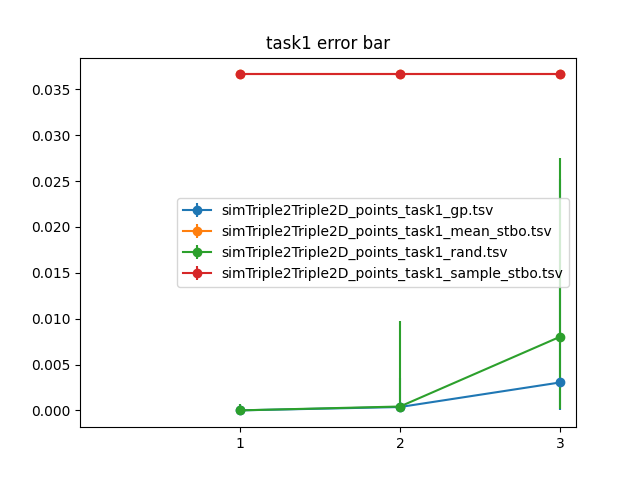 task1 error bar
0.035
0.030
0.025
0.020
0.015
0.010
0.005
0.000
simTriple2Triple2D_points_task1_gp.tsv
simTriple2Triple2D_points_task1_mean_stbo.tsv
simTriple2Triple2D_points_task1_rand.tsv
simTriple2Triple2D_points_task1_sample_stbo.tsv
1 2 3